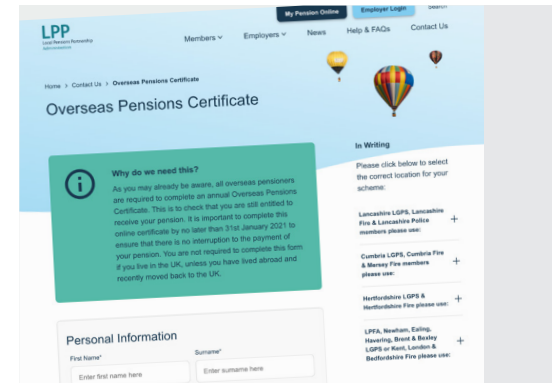 My Pension Online
Employer Login
Search
LPP
Local Pensions Partnership
Administration
Members
Employers
News
Help & FAQs
Contact Us
Home > Contact Us > Overseas Pensions Certificate
Overseas Pensions Certificate
Why do we need this?
As you may already be aware, all overseas pensioners
are required to complete an annual Overseas Pensions
Certificate. This is to check that you are still entitled to
receive your pension. It is important to complete this
online certificate by no later than 31st January 2021 to
ensure that there is no interruption to the payment of
your pension. You are not required to complete this form
if you live in the UK, unless you have lived abroad and
recently moved back to the UK.
Personal Information
First Name*
Surname*
Enter first name here
Enter surname here
In Writing
Please click below to select
the correct location for your
scheme:
Lancashire LGPS, Lancashire
Fire & Lancashire Police
members please use:
+
Cumbria LGPS, Cumbria Fire
& Mersey Fire members
please use:
+
Hertfordshire LGPS &
Hertfordshire Fire please use:
+
LPFA, Newham, Ealing,
Havering, Brent & Bexley
LGPS or Kent, London &
Bedfordshire Fire please use:
+